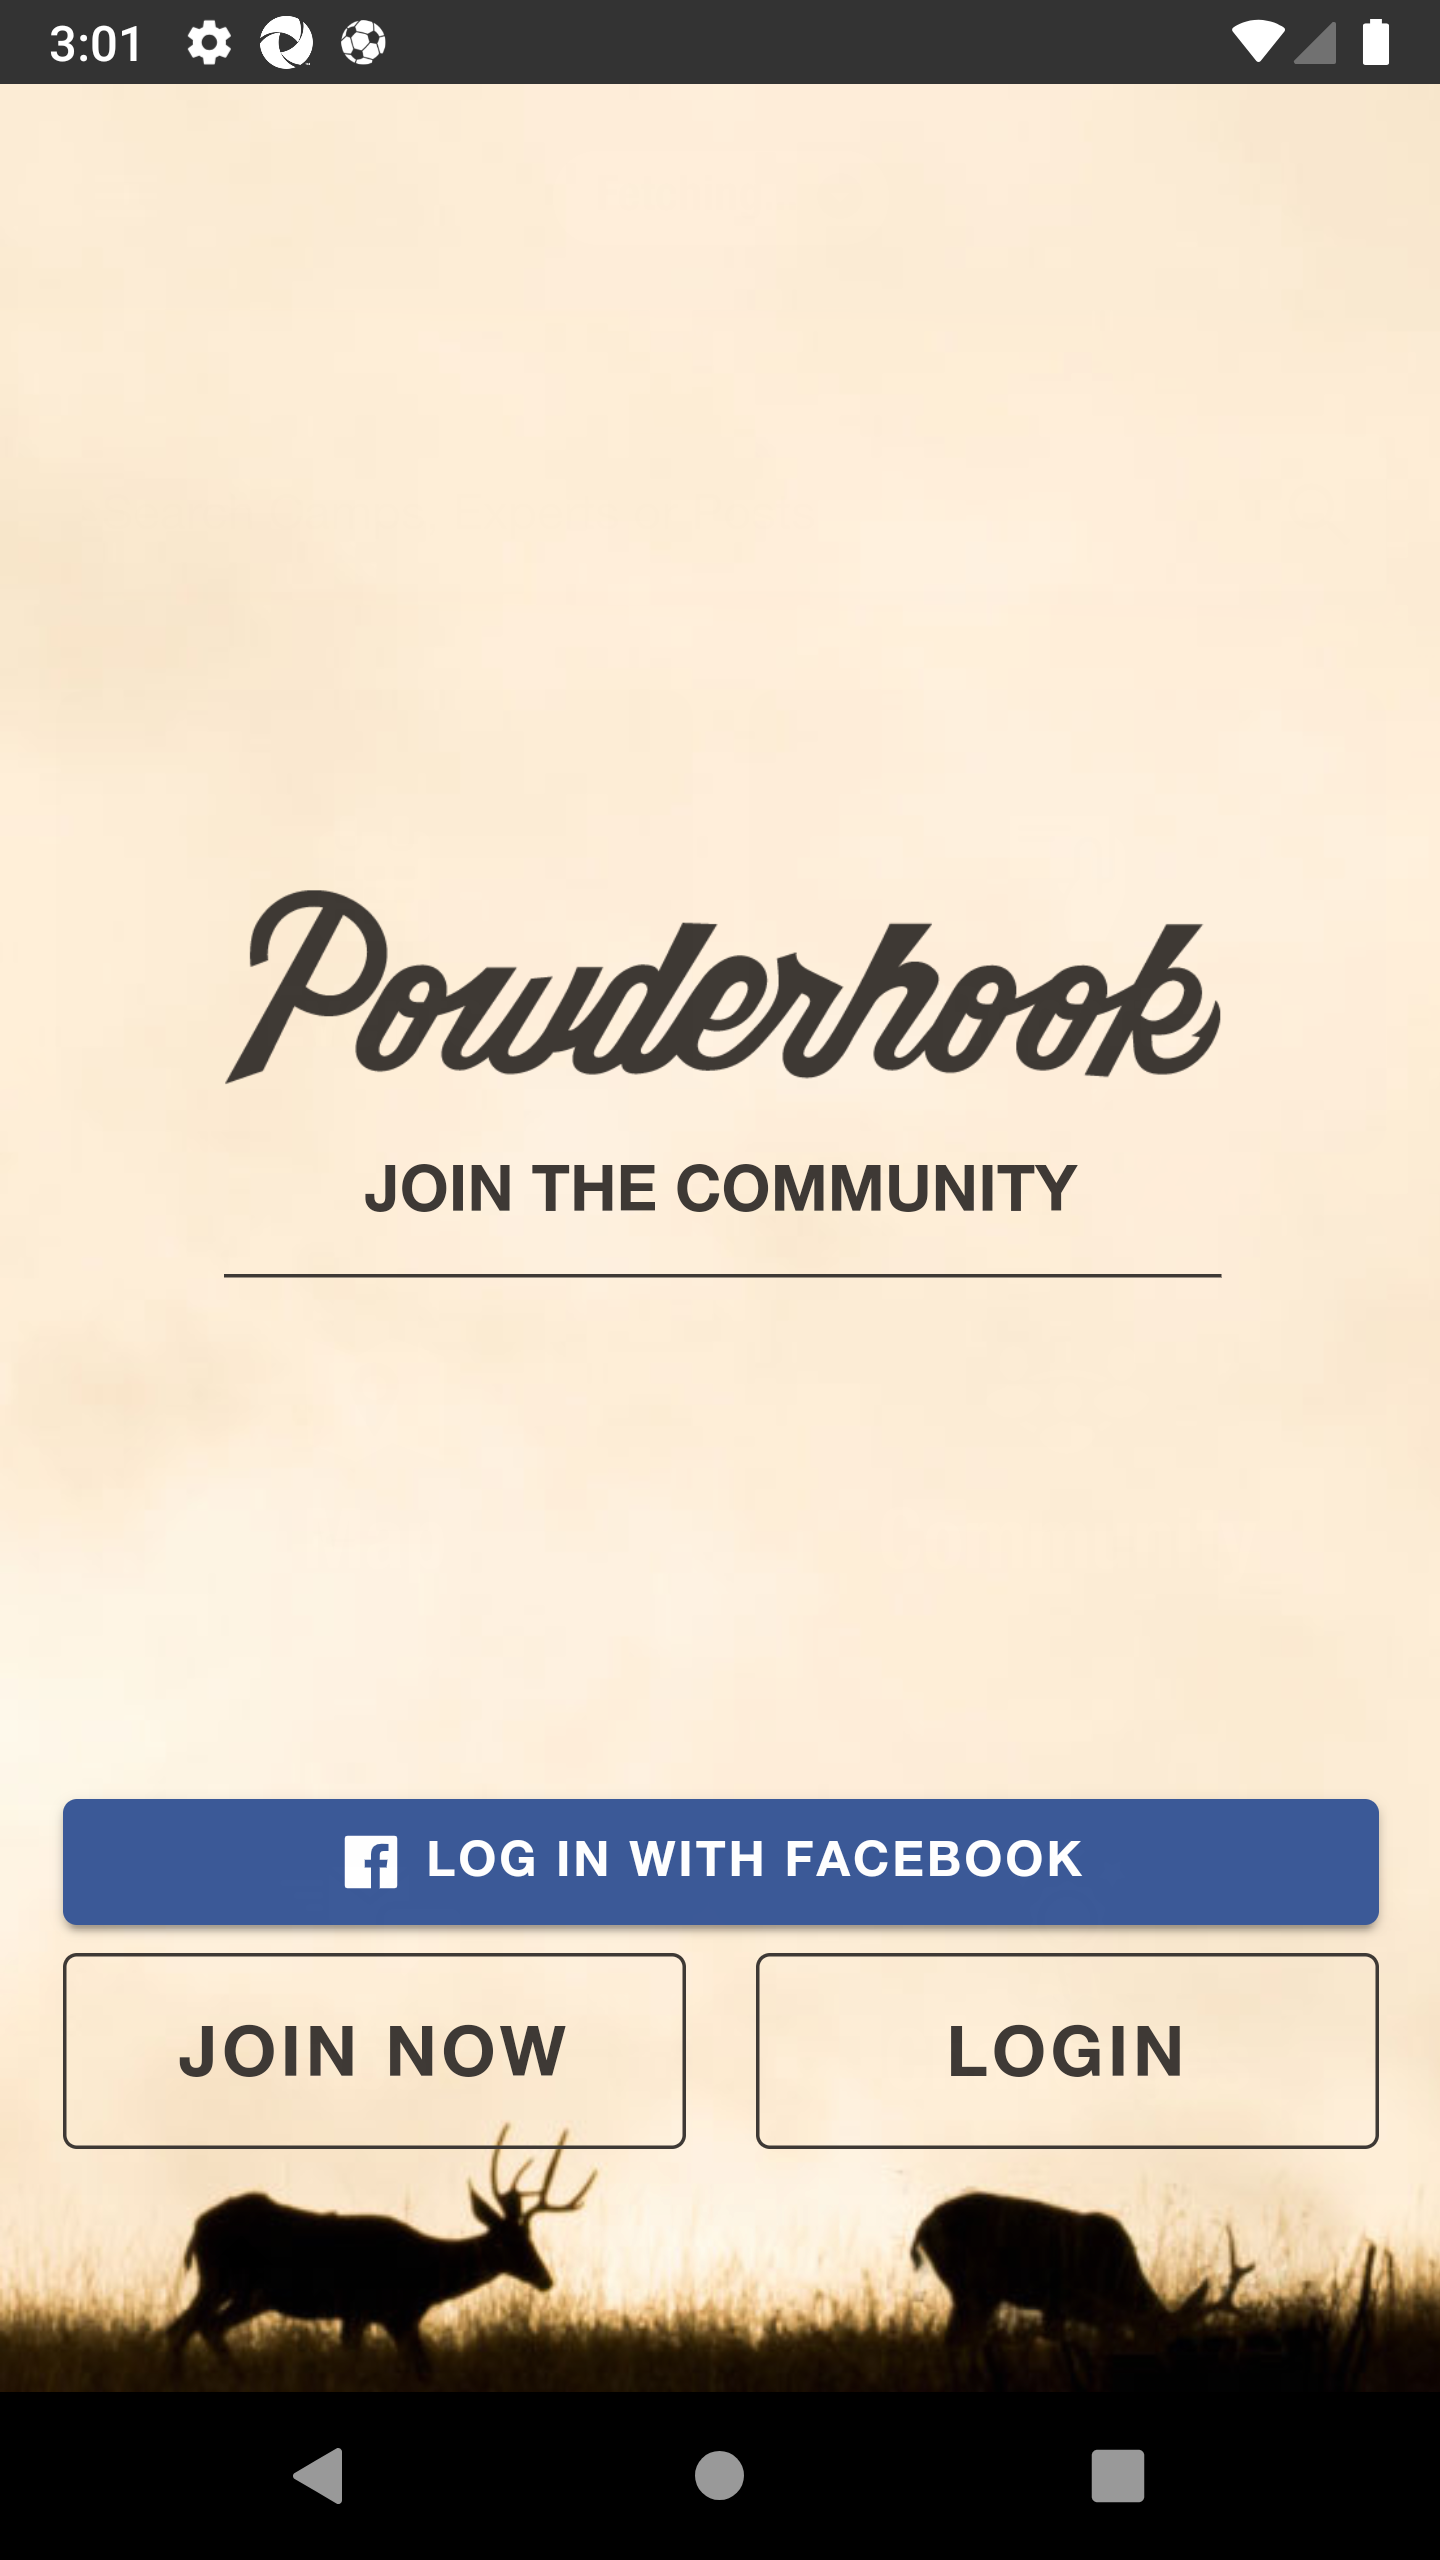 3:01
Powderhook
JOIN THE COMMUNITY
LOG IN WITH FACEBOOK
JOIN NOW
LOGIN